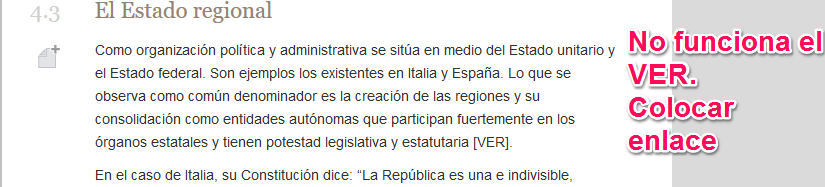 4.3 El Estado regional
Como organización política y administrativa se sitúa en medio del Estado unitario y
el Estado federal. Son ejemplos los existentes en Italia y España. Lo que se
observa como común denominador es la creación de las regiones y su
consolidación como entidades autónomas que participan fuertemente en los
órganos estatales y tienen potestad legislativa y estatutaria [VER].
En el caso de Italia, su Constitución dice: “La República es una e indivisible,
No funciona el
VER.
Colocar
enlace